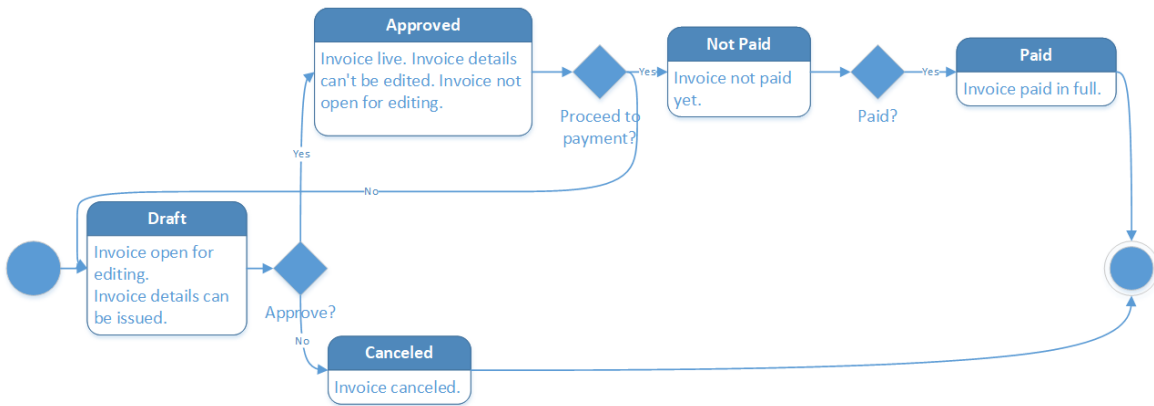 Approved
Invoice live. Invoice details
can't be edited. Invoice not
open for editing.
Proceed to
payment?
Yes
Not Paid
Invoice not paid
yet.
Paid?
Yes
Paid
Invoice paid in full.
Yes
No
Draft
Invoice open for
editing.
Invoice details can
be issued.
Approve?
No
Canceled
Invoice canceled.